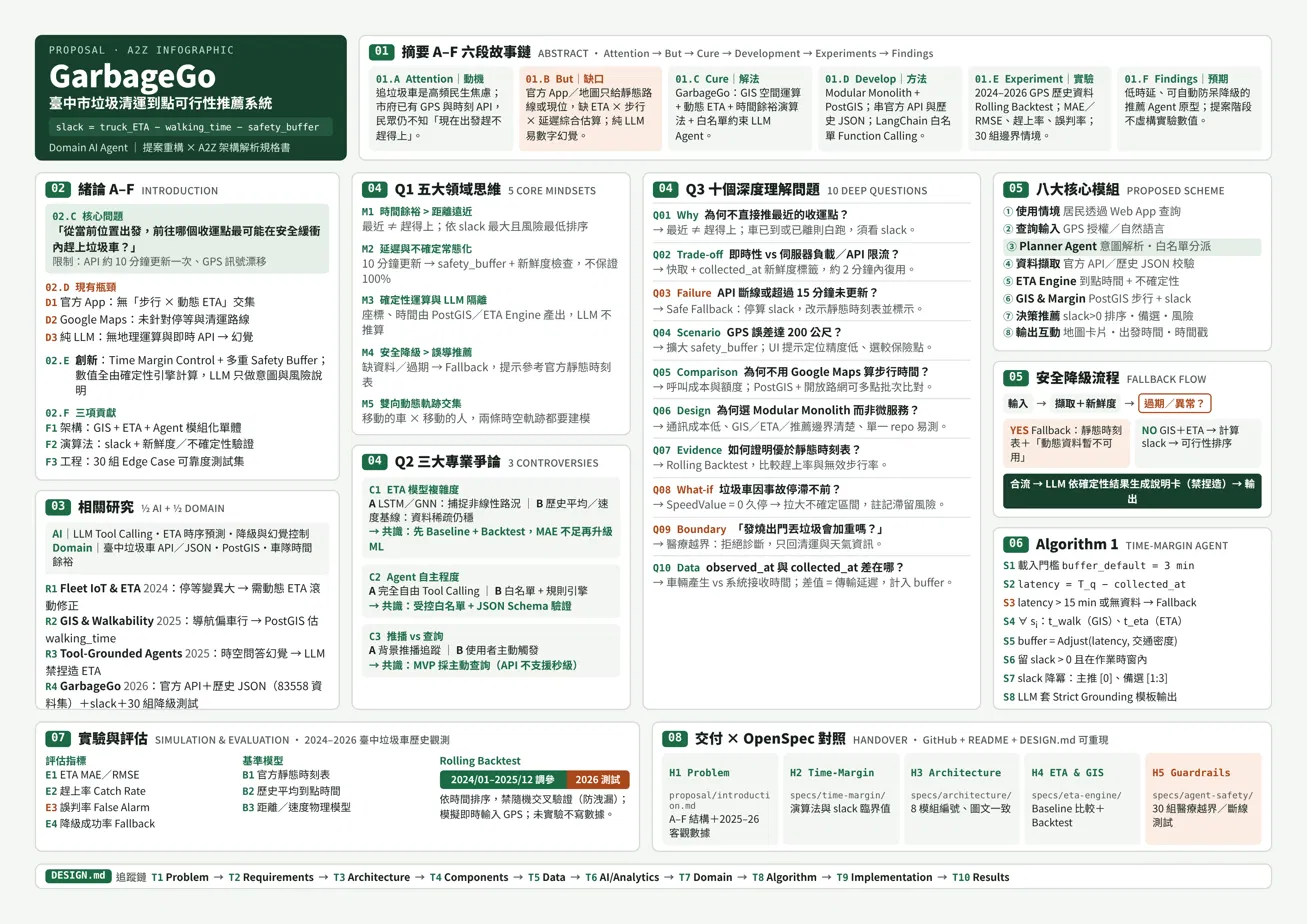 PROPOSAL · A2Z INFOGRAPHIC
GarbageGo
臺中市垃圾清運到點可行性推薦系統
slack = truck_ETA − walking_time − safety_buffer
Domain AI Agent｜提案重構 × A2Z 架構解析規格書
01 摘要 A–F 六段故事鏈 ABSTRACT · Attention → But → Cure → Development → Experiments → Findings
01.A Attention｜動機
追垃圾車是高頻民生焦慮；
市府已有 GPS 與時刻 API，
民眾仍不知「現在出發趕不
趕得上」。
01.B But｜缺口
官方 App／地圖只給靜態路
線或現位，缺 ETA × 步行
× 延遲綜合估算；純 LLM
易數字幻覺。
01.C Cure｜解法
GarbageGo：GIS 空間運算
+ 動態 ETA + 時間餘裕演算
法 + 白名單約束 LLM
Agent。
01.D Develop｜方法
Modular Monolith +
PostGIS；串官方 API 與歷
史 JSON；LangChain 白名
單 Function Calling。
01.E Experiment｜實驗
2024–2026 GPS 歷史資料
Rolling Backtest；MAE／
RMSE、趕上率、誤判率；
30 組邊界情境。
01.F Findings｜預期
低時延、可自動防呆降級的
推薦 Agent 原型；提案階段
不虛構實驗數值。
02 緒論 A–F INTRODUCTION
02.C 核心問題
「從當前位置出發，前往哪個收運點最可能在安全緩衝
內趕上垃圾車？」
限制：API 約 10 分鐘更新一次、GPS 訊號漂移
02.D 現有瓶頸
D1 官方 App：無「步行 × 動態 ETA」交集
D2 Google Maps：未針對停等與清運路線
D3 純 LLM：無地理運算與即時 API → 幻覺
02.E 創新：Time Margin Control + 多重 Safety Buffer；
數值全由確定性引擎計算，LLM 只做意圖與風險說
明
02.F 三項貢獻
F1 架構：GIS + ETA + Agent 模組化單體
F2 演算法：slack + 新鮮度／不確定性驗證
F3 工程：30 組 Edge Case 可靠度測試集
03 相關研究 ½ AI + ½ DOMAIN
AI｜LLM Tool Calling・ETA 時序預測・降級與幻覺控制
Domain｜臺中垃圾車 API／JSON・PostGIS・車隊時間
餘裕
R1 Fleet IoT & ETA 2024：停等變異大 → 需動態 ETA 滾
動修正
R2 GIS & Walkability 2025：導航偏車行 → PostGIS 估
walking_time
R3 Tool-Grounded Agents 2025：時空問答幻覺 → LLM
禁捏造 ETA
R4 GarbageGo 2026：官方 API＋歷史 JSON（83558 資
料集）＋slack＋30 組降級測試
04 Q1 五大領域思維 5 CORE MINDSETS
M1 時間餘裕 > 距離遠近
最近 ≠ 趕得上；依 slack 最大且風險最低排序
M2 延遲與不確定常態化
10 分鐘更新 → safety_buffer + 新鮮度檢查，不保證
100%
M3 確定性運算與 LLM 隔離
座標、時間由 PostGIS／ETA Engine 產出，LLM 不
推算
M4 安全降級 > 誤導推薦
缺資料／過期 → Fallback，提示參考官方靜態時刻
表
M5 雙向動態軌跡交集
移動的車 × 移動的人，兩條時空軌跡都要建模
04 Q2 三大專業爭論 3 CONTROVERSIES
C1 ETA 模型複雜度
A LSTM／GNN：捕捉非線性路況｜B 歷史平均／速
度基線：資料稀疏仍穩
→ 共識：先 Baseline + Backtest，MAE 不足再升級
ML
C2 Agent 自主程度
A 完全自由 Tool Calling｜B 白名單 + 規則引擎
→ 共識：受控白名單 + JSON Schema 驗證
C3 推播 vs 查詢
A 背景推播追蹤｜B 使用者主動觸發
→ 共識：MVP 採主動查詢（API 不支援秒級）
04 Q3 十個深度理解問題 10 DEEP QUESTIONS
Q01 Why 為何不直接推最近的收運點？
→ 最近 ≠ 趕得上；車已到或已離則白跑，須看 slack。
Q02 Trade-off 即時性 vs 伺服器負載／API 限流？
→ 快取 + collected_at 新鮮度標籤，約 2 分鐘內復用。
Q03 Failure API 斷線或超過 15 分鐘未更新？
→ Safe Fallback：停算 slack，改示靜態時刻表並標示。
Q04 Scenario GPS 誤差達 200 公尺？
→ 擴大 safety_buffer；UI 提示定位精度低、選較保險點。
Q05 Comparison 為何不用 Google Maps 算步行時間？
→ 呼叫成本與額度；PostGIS + 開放路網可多點批次比對。
Q06 Design 為何選 Modular Monolith 而非微服務？
→ 通訊成本低、GIS／ETA／推薦邊界清楚、單一 repo 易測。
Q07 Evidence 如何證明優於靜態時刻表？
→ Rolling Backtest，比較趕上率與無效步行率。
Q08 What-if 垃圾車因事故停滯不前？
→ SpeedValue = 0 久停 → 拉大不確定區間，註記滯留風險。
Q09 Boundary 「發燒出門丟垃圾會加重嗎？」
→ 醫療越界：拒絕診斷，只回清運與天氣資訊。
Q10 Data observed_at 與 collected_at 差在哪？
→ 車輛產生 vs 系統接收時間；差值 = 傳輸延遲，計入 buffer。
05 八大核心模組 PROPOSED SCHEME
① 使用情境 居民透過 Web App 查詢
② 查詢輸入 GPS 授權／自然語言
③ Planner Agent 意圖解析・白名單分派
④ 資料擷取 官方 API／歷史 JSON 校驗
⑤ ETA Engine 到點時間 + 不確定性
⑥ GIS & Margin PostGIS 步行 + slack
⑦ 決策推薦 slack>0 排序・備選・風險
⑧ 輸出互動 地圖卡片・出發時間・時間戳
05 安全降級流程 FALLBACK FLOW
輸入 → 擷取＋新鮮度 → 過期／異常？
YES Fallback：靜態時刻
表＋「動態資料暫不可
用」
NO GIS＋ETA → 計算
slack → 可行性排序
合流 → LLM 依確定性結果生成說明卡（禁捏造）→ 輸
出
06 Algorithm 1 TIME-MARGIN AGENT
S1 載入門檻 buffer_default = 3 min
S2 latency = T_q − collected_at
S3 latency > 15 min 或無資料 → Fallback
S4 ∀ sᵢ：t_walk（GIS）、t_eta（ETA）
S5 buffer = Adjust(latency, 交通密度)
S6 留 slack > 0 且在作業時窗內
S7 slack 降冪：主推 [0]、備選 [1:3]
S8 LLM 套 Strict Grounding 模板輸出
07 實驗與評估 SIMULATION & EVALUATION · 2024–2026 臺中垃圾車歷史觀測
評估指標
E1 ETA MAE／RMSE
E2 趕上率 Catch Rate
E3 誤判率 False Alarm
E4 降級成功率 Fallback
基準模型
B1 官方靜態時刻表
B2 歷史平均到點時間
B3 距離／速度物理模型
Rolling Backtest
2024/01–2025/12 調參 2026 測試
依時間排序，禁隨機交叉驗證（防洩漏）；
模擬即時輸入 GPS；未實驗不寫數據。
08 交付 × OpenSpec 對照 HANDOVER · GitHub + README + DESIGN.md 可重現
H1 Problem
proposal/introducti
on.md
A–F 結構＋2025–26
客觀數據
H2 Time-Margin
specs/time-margin/
演算法與 slack 臨界值
H3 Architecture
specs/architecture/
8 模組編號、圖文一致
H4 ETA & GIS
specs/eta-engine/
Baseline 比較＋
Backtest
H5 Guardrails
specs/agent-safety/
30 組醫療越界／斷線
測試
DESIGN.md 追蹤鏈 T1 Problem → T2 Requirements → T3 Architecture → T4 Components → T5 Data → T6 AI/Analytics → T7 Domain → T8 Algorithm → T9 Implementation → T10 Results